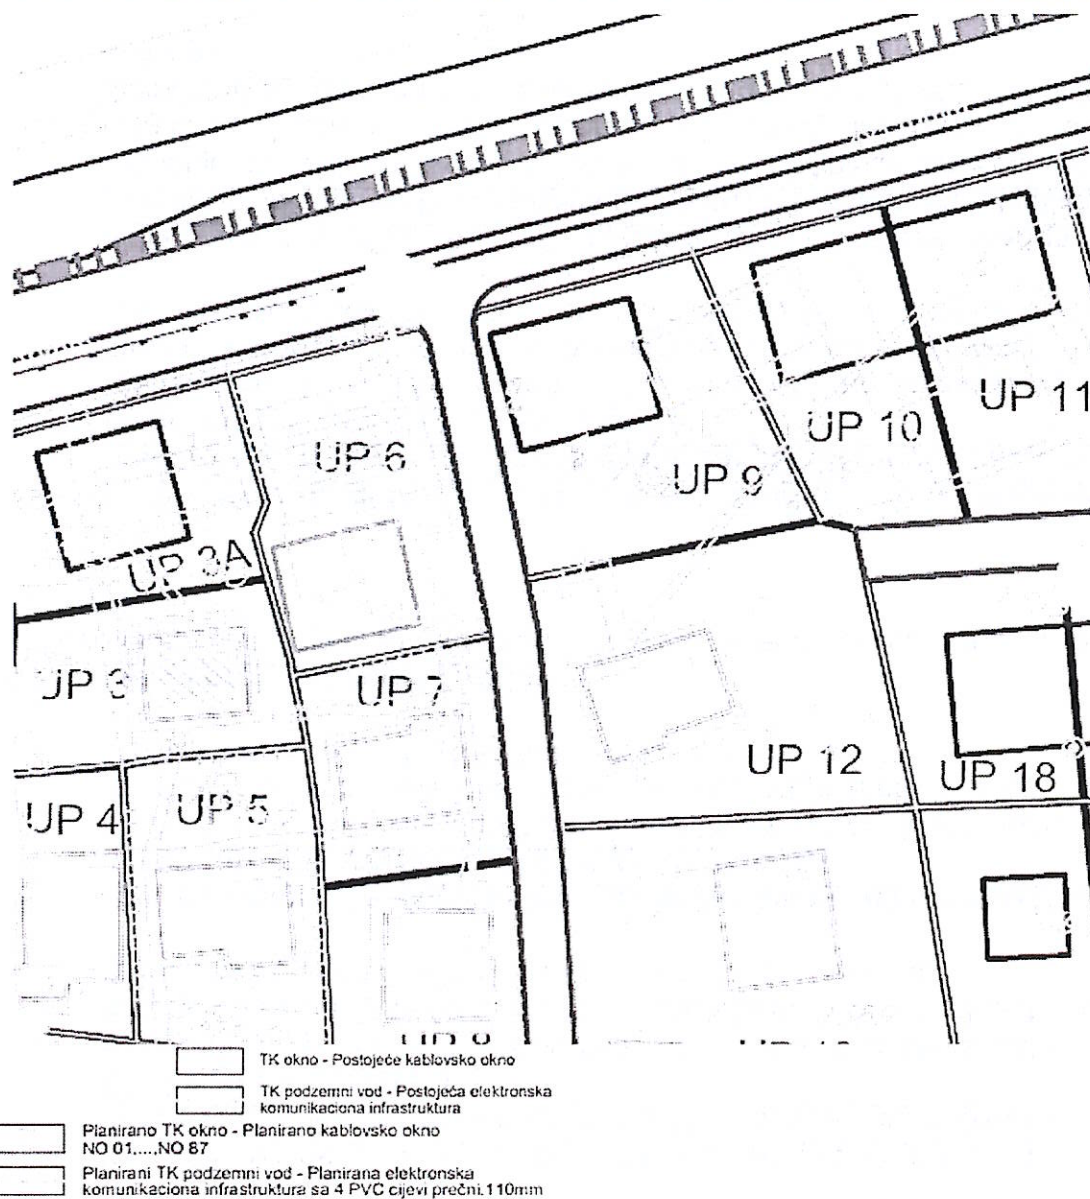 UP 11
UP 10
UP 6
UP 9
UP 3A
UP 3
UP 7
UP 12
UP 18
UP 4
UP 5
UP 8
TK okno - Postojeće kablovsko okno
TK podzemni vod - Postojeća elektronska
komunikaciona infrastruktura
Planirano TK okno - Planirano kablovsko okno
NO 01,....,NO 87
Planirani TK podzemni vod - Planirana elektronska
komunikaciona infrastruktura sa 4 PVC cijevi prečni.110mm